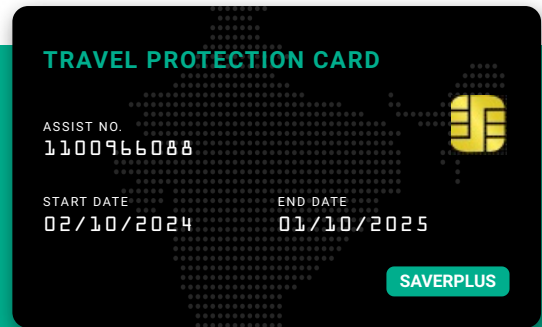 TRAVEL PROTECTION CARD
ASSIST NO.
1100966088
START DATE
02/10/2024
END DATE
01/10/2025
SAVERPLUS